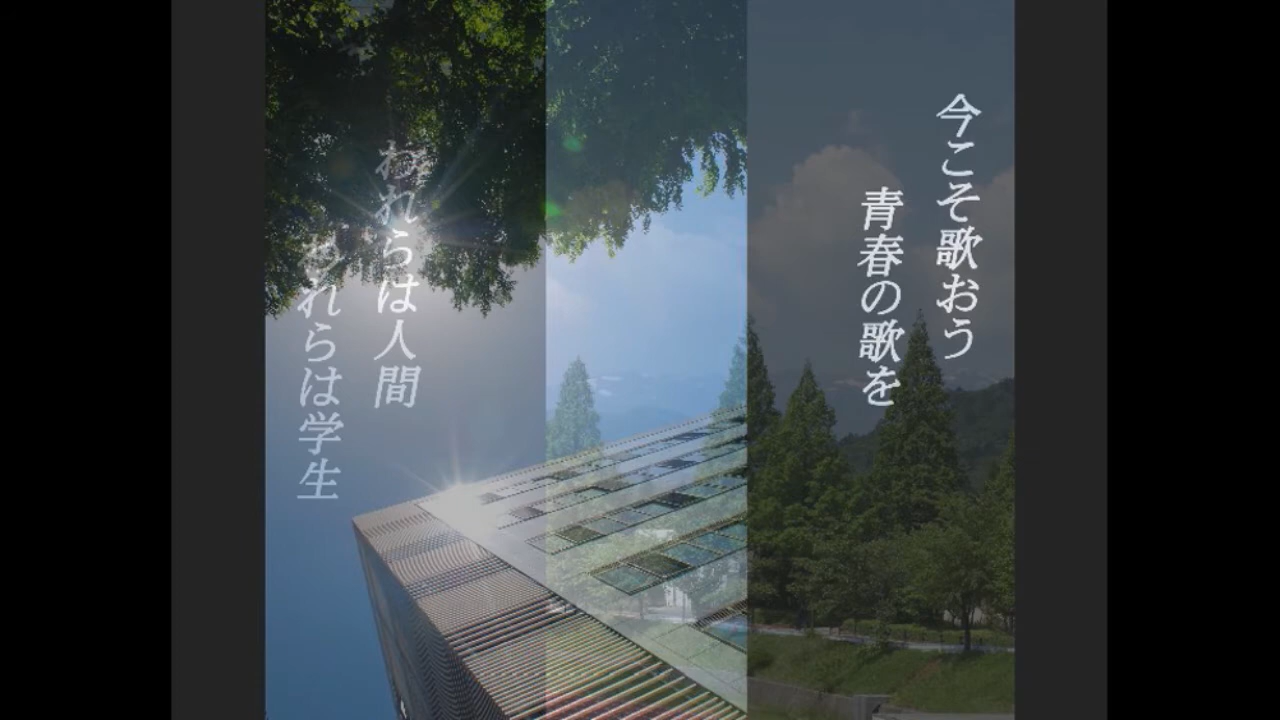 今こそ歌おう
青春の歌を
われらは人間
われらは学生